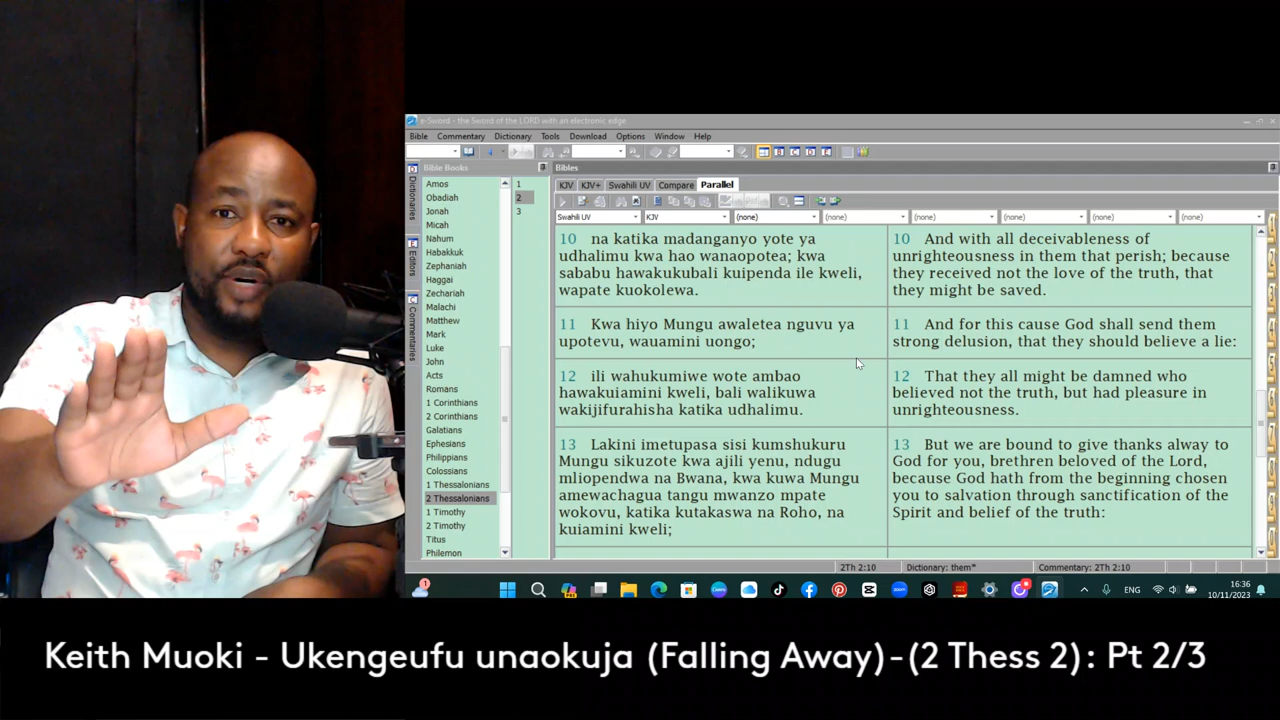 e-Sword - the Sword of the LORD with an electronic edge
Bible Commentary Dictionary Tools Download Options Window Help
Bible Books
Bibles
Dictionaries
Editors
Commentaries
Amos
Obadiah
Jonah
Micah
Nahum
Habakkuk
Zephaniah
Haggai
Zechariah
Malachi
Matthew
Mark
Luke
John
Acts
Romans
1 Corinthians
2 Corinthians
Galatians
Ephesians
Philippians
Colossians
1 Thessalonians
2 Thessalonians
1 Timothy
2 Timothy
Titus
Philemon
1
2
3
KJV KJV+ Swahili UV Compare Parallel
Swahili UV KJV (none) (none) (none) (none) (none) (none)
10 na katika madanganyo yote ya
udhalimu kwa hao wanaopotea; kwa
sababu hawakukubali kuipenda ile kweli,
wapate kuokolewa.
10 And with all deceivableness of
unrighteousness in them that perish; because
they received not the love of the truth, that
they might be saved.
11 Kwa hiyo Mungu awaletea nguvu ya
upotevu, wauamini uongo;
11 And for this cause God shall send them
strong delusion, that they should believe a lie:
12 ili wahukumiwe wote ambao
hawakuiamini kweli, bali walikuwa
wakijifurahisha katika udhalimu.
12 That they all might be damned who
believed not the truth, but had pleasure in
unrighteousness.
13 Lakini imetupasa sisi kumshukuru
Mungu sikuzote kwa ajili yenu, ndugu
mliopendwa na Bwana, kwa kuwa Mungu
amewachagua tangu mwanzo mpate
wokovu, katika kutakaswa na Roho, na
kuiamini kweli;
13 But we are bound to give thanks alway to
God for you, brethren beloved of the Lord,
because God hath from the beginning chosen
you to salvation through sanctification of the
Spirit and belief of the truth:
2Th 2:10 Dictionary: them* Commentary: 2Th 2:10
1
ENG
16:36
10/11/2023
Keith Muoki - Ukengeufu unaokuja (Falling Away)-(2 Thess 2): Pt 2/3